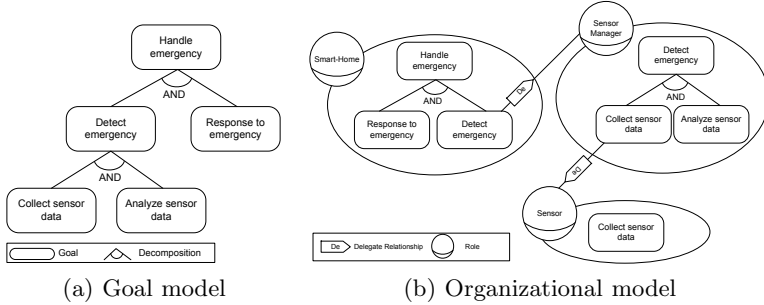 Handle
emergency
AND
Detect
emergency
Response to
emergency
AND
Collect sensor
data
Analyze sensor
data
Goal
Decomposition
(a) Goal model
Smart-Home
Handle
emergency
AND
Response to
emergency
Detect
emergency
De
Sensor
Manager
Detect
emergency
AND
Collect sensor
data
Analyze sensor
data
De
Sensor
Collect sensor
data
De
Delegate Relationship
Role
(b) Organizational model